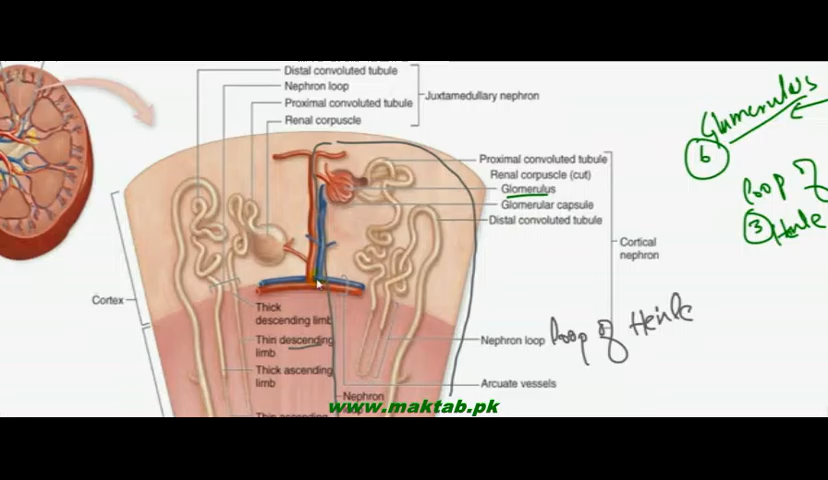 Distal convoluted tubule
Nephron loop
Proximal convoluted tubule
Renal corpuscle
Juxtamedullary nephron
Proximal convoluted tubule
Renal corpuscle (cut)
Glomerulus
Glomerular capsule
Distal convoluted tubule
Cortical
nephron
Cortex
Thick
descending limb
Thin descending
limb
Thick ascending
limb
Nephron loop
Arcuate vessels
Nephron
www.maktab.pk
Loop of Henle
Glumerulus
6
Loop of
3 Henle